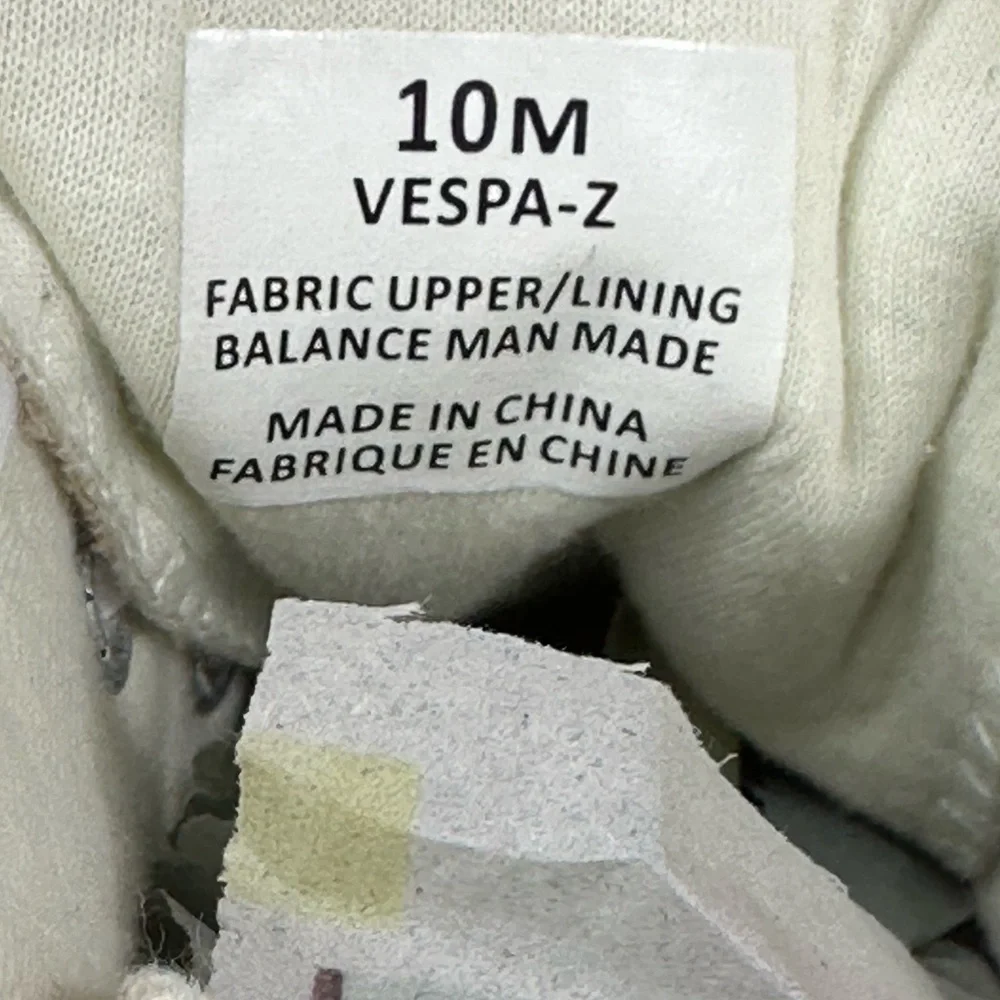 10M
VESPA-Z
FABRIC UPPER/LINING
BALANCE MAN MADE
MADE IN CHINA
FABRIQUE EN CHINE